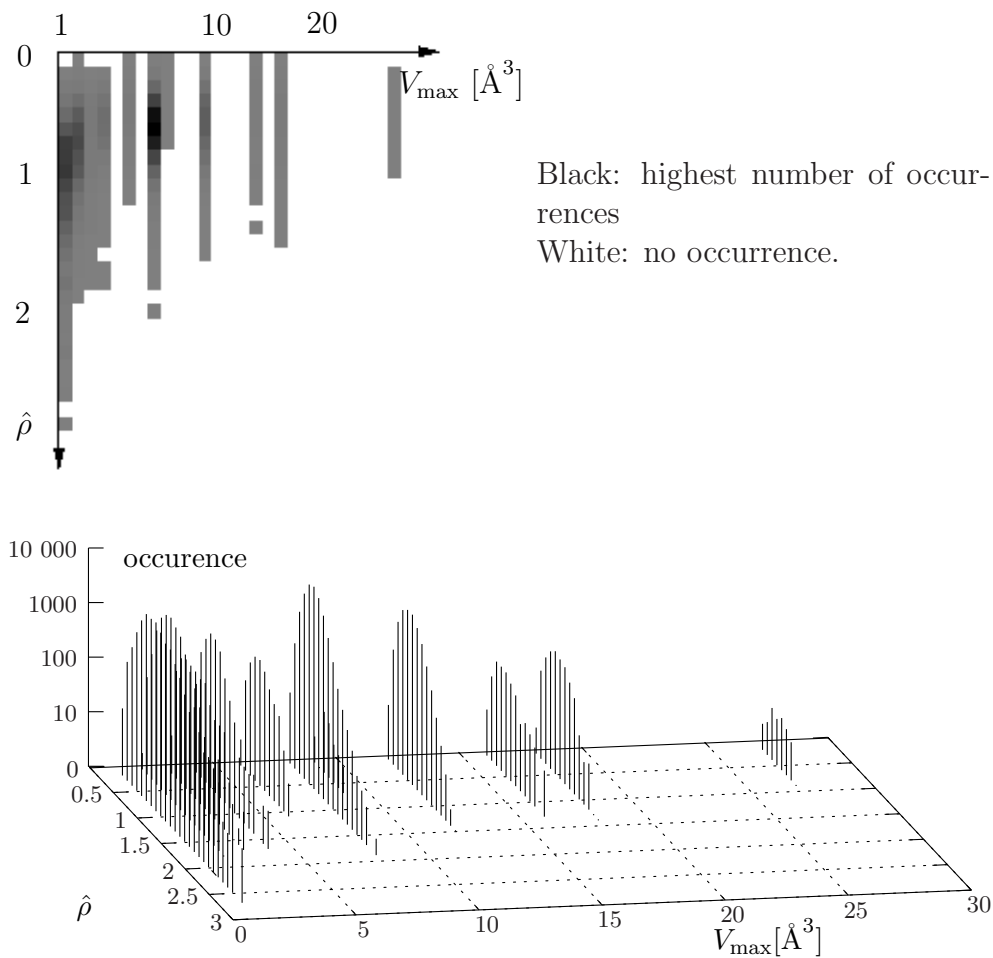 1 10 20
0
V_max [Å^3]
1
2
ρ̂
Black: highest number of occur-
rences
White: no occurrence.
10 000
occurence
1000
100
10
0
0.5
1
1.5
2
2.5
3
ρ̂
0 5 10 15 20 25 30
V_max[Å^3]